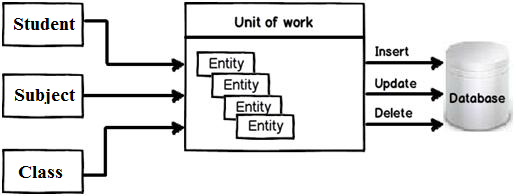 Student
Subject
Class
Unit of work
Entity
Entity
Entity
Entity
Insert
Update
Delete
Database